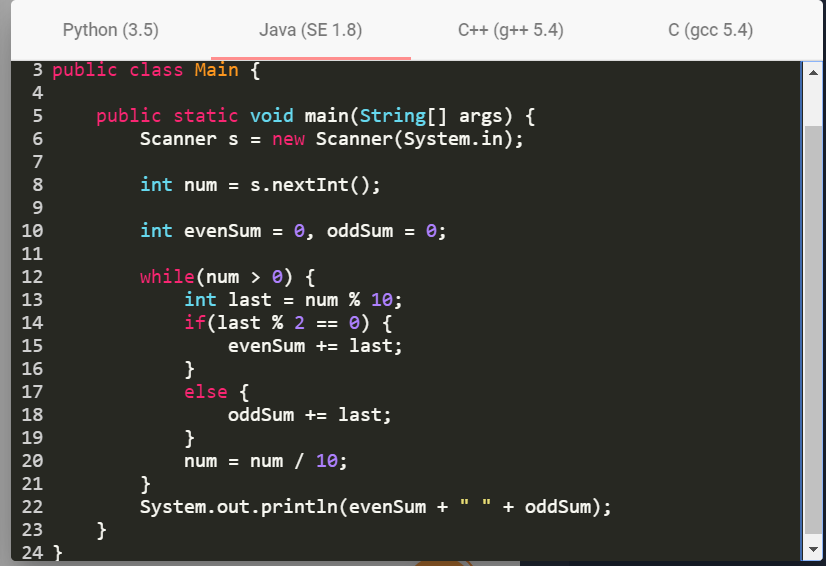 Python (3.5) Java (SE 1.8) C++ (g++ 5.4) C (gcc 5.4)
3 public class Main {
4
5     public static void main(String[] args) {
6         Scanner s = new Scanner(System.in);
7
8         int num = s.nextInt();
9
10         int evenSum = 0, oddSum = 0;
11
12         while(num > 0) {
13             int last = num % 10;
14             if(last % 2 == 0) {
15                 evenSum += last;
16             }
17             else {
18                 oddSum += last;
19             }
20             num = num / 10;
21         }
22         System.out.println(evenSum + " " + oddSum);
23     }
24 }